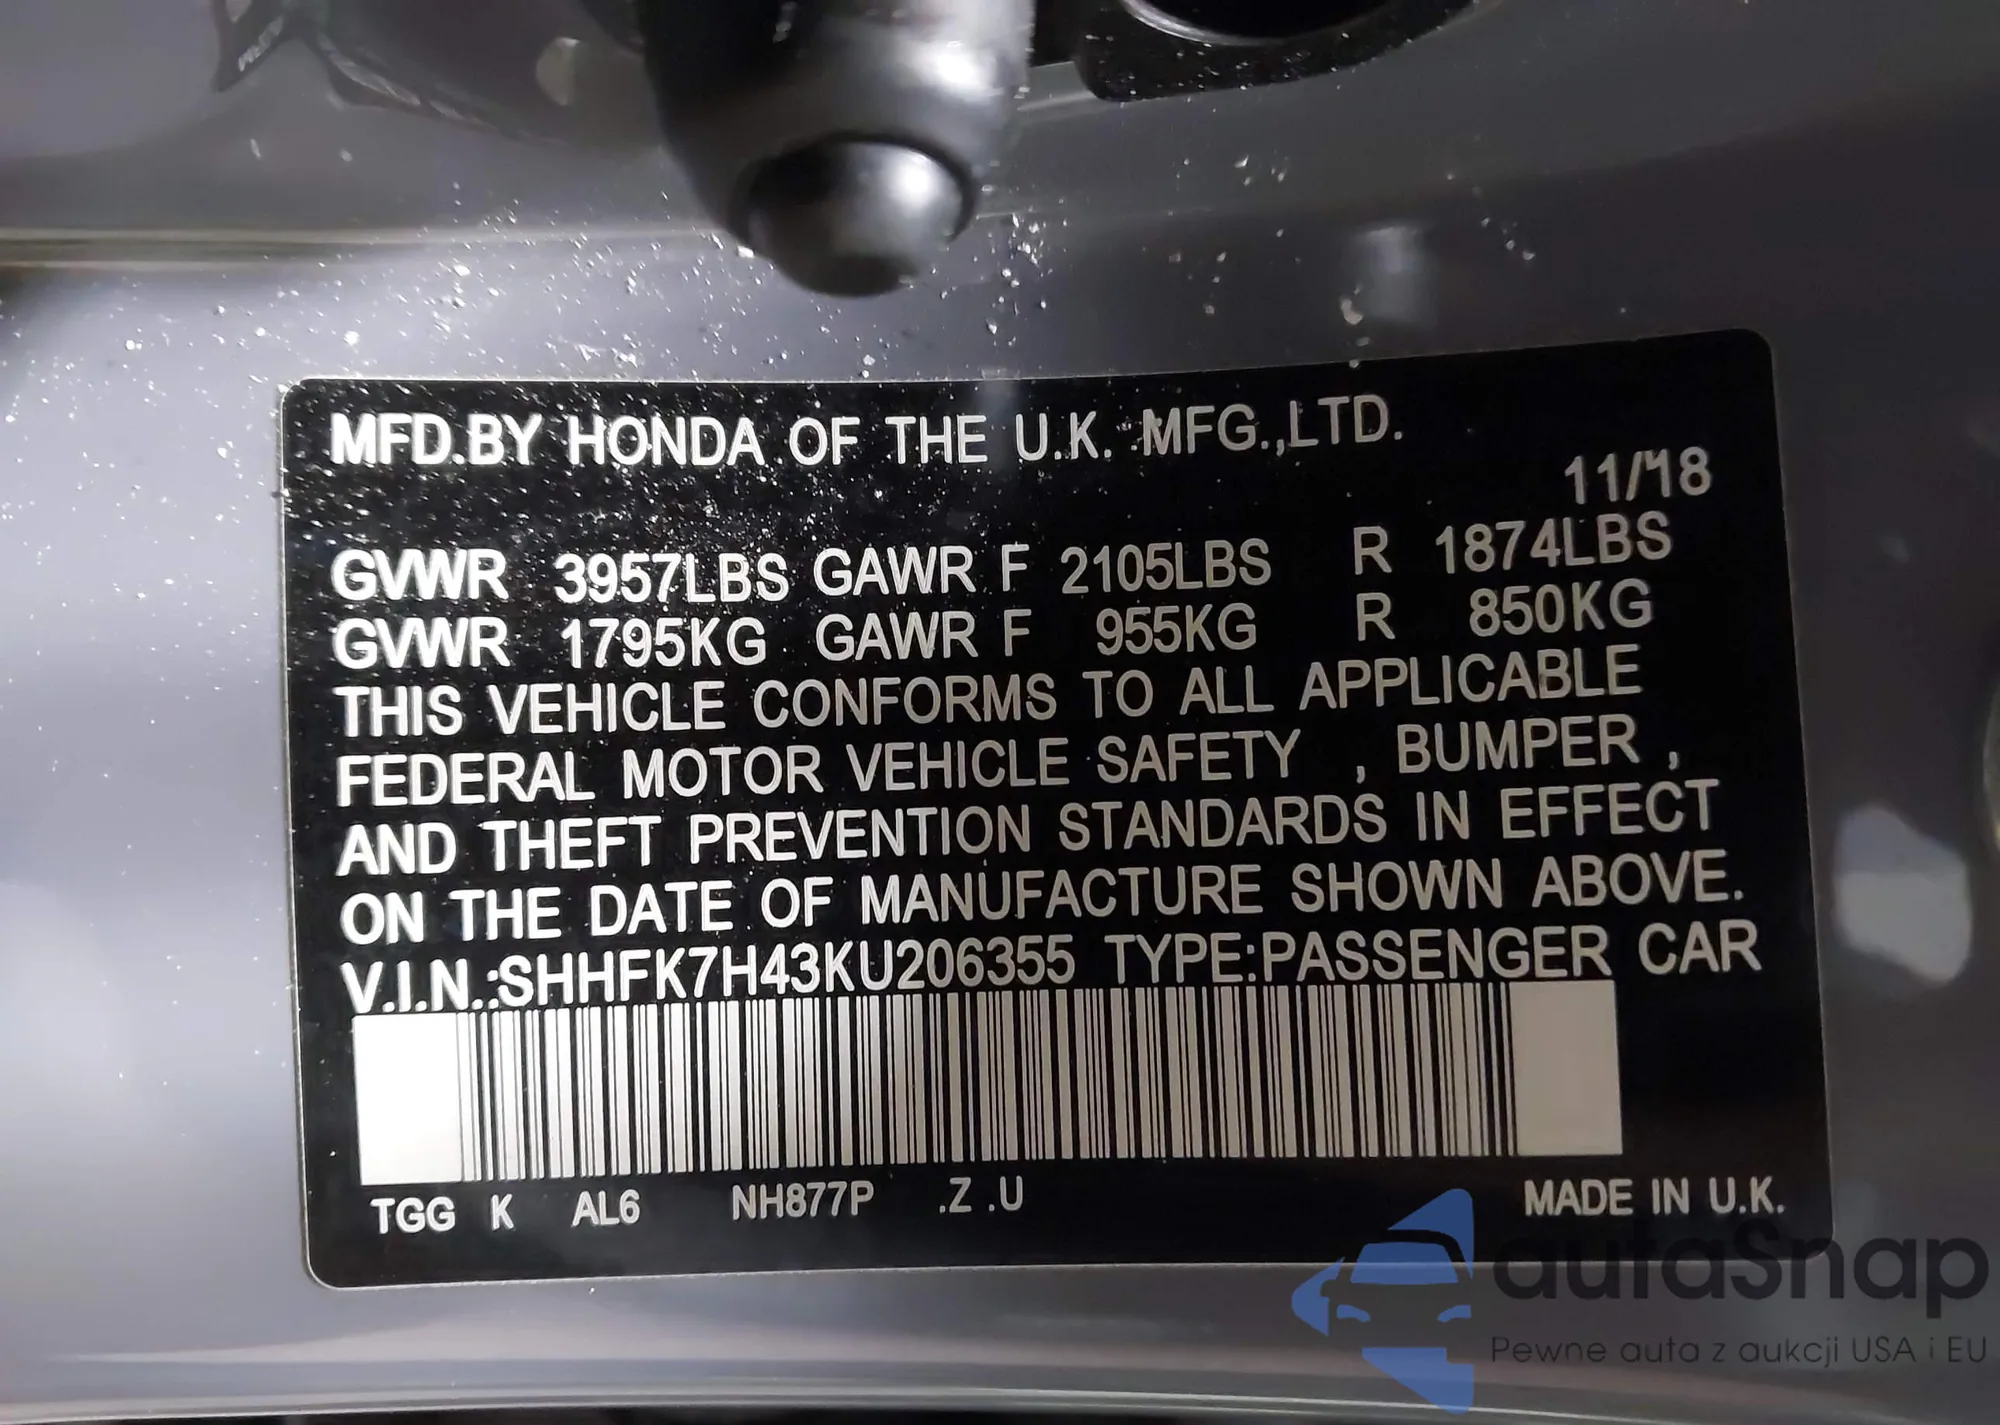 MFD.BY HONDA OF THE U.K. MFG.,LTD.
11/18
GVWR 3957LBS GAWR F 2105LBS R 1874LBS
GVWR 1795KG GAWR F 955KG R 850KG
THIS VEHICLE CONFORMS TO ALL APPLICABLE
FEDERAL MOTOR VEHICLE SAFETY , BUMPER ,
AND THEFT PREVENTION STANDARDS IN EFFECT
ON THE DATE OF MANUFACTURE SHOWN ABOVE.
V.I.N.:SHHFK7H43KU206355 TYPE:PASSENGER CAR
TGG K AL6 NH877P .Z .U MADE IN U.K.
autaSnap
Pewne auta z aukcji USA i EU